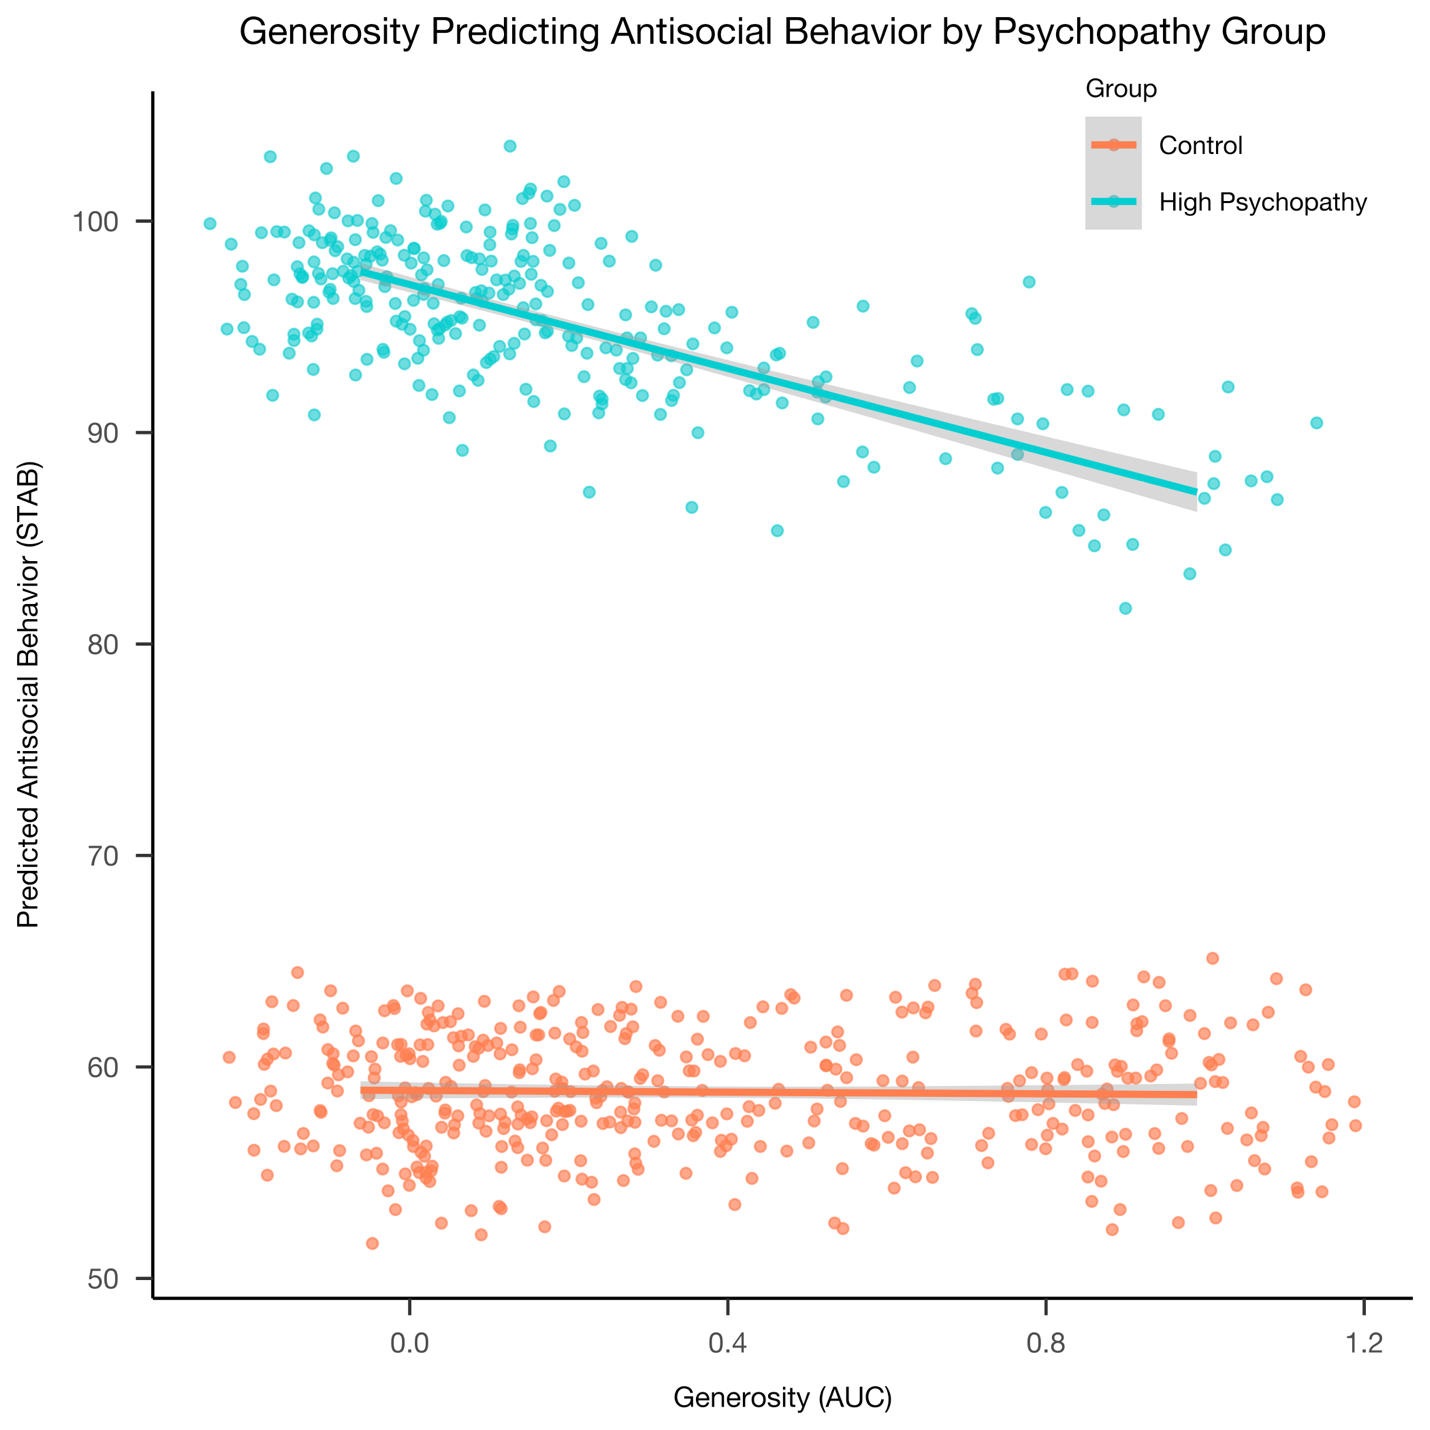 Generosity Predicting Antisocial Behavior by Psychopathy Group
Group
Control
High Psychopathy
100
90
80
70
60
50
Predicted Antisocial Behavior (STAB)
0.0 0.4 0.8 1.2
Generosity (AUC)